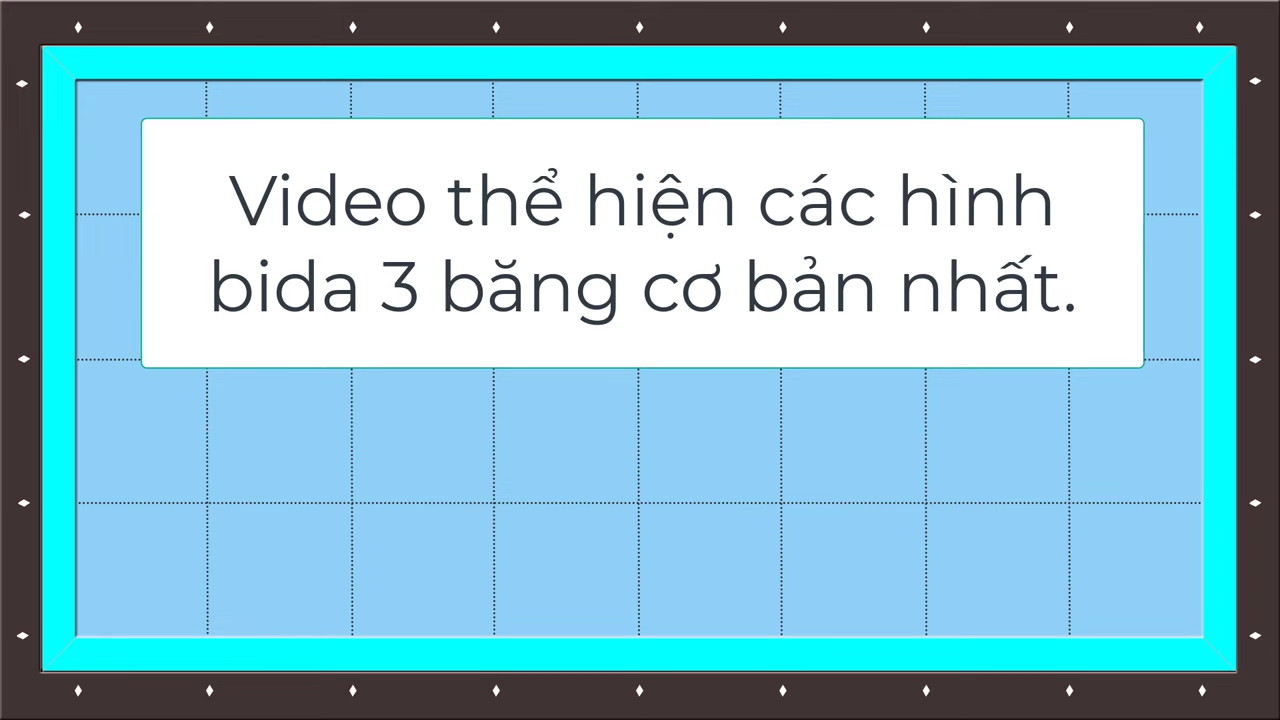 Video thể hiện các hình
bida 3 băng cơ bản nhất.